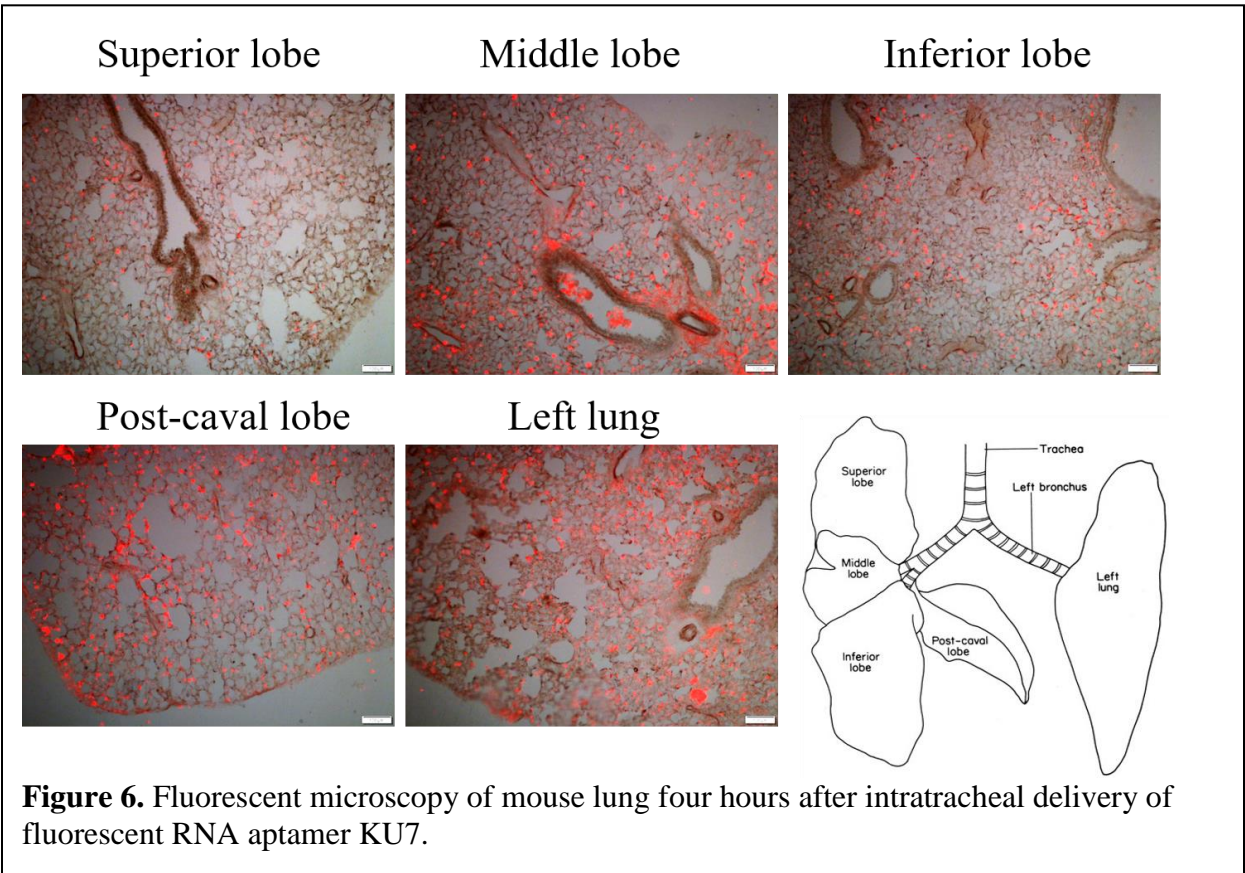 Superior lobe
Middle lobe
Inferior lobe
Post-caval lobe
Left lung
Trachea
Left bronchus
Superior
lobe
Middle
lobe
Left
lung
Inferior
lobe
Post-caval
lobe
Figure 6. Fluorescent microscopy of mouse lung four hours after intratracheal delivery of
fluorescent RNA aptamer KU7.